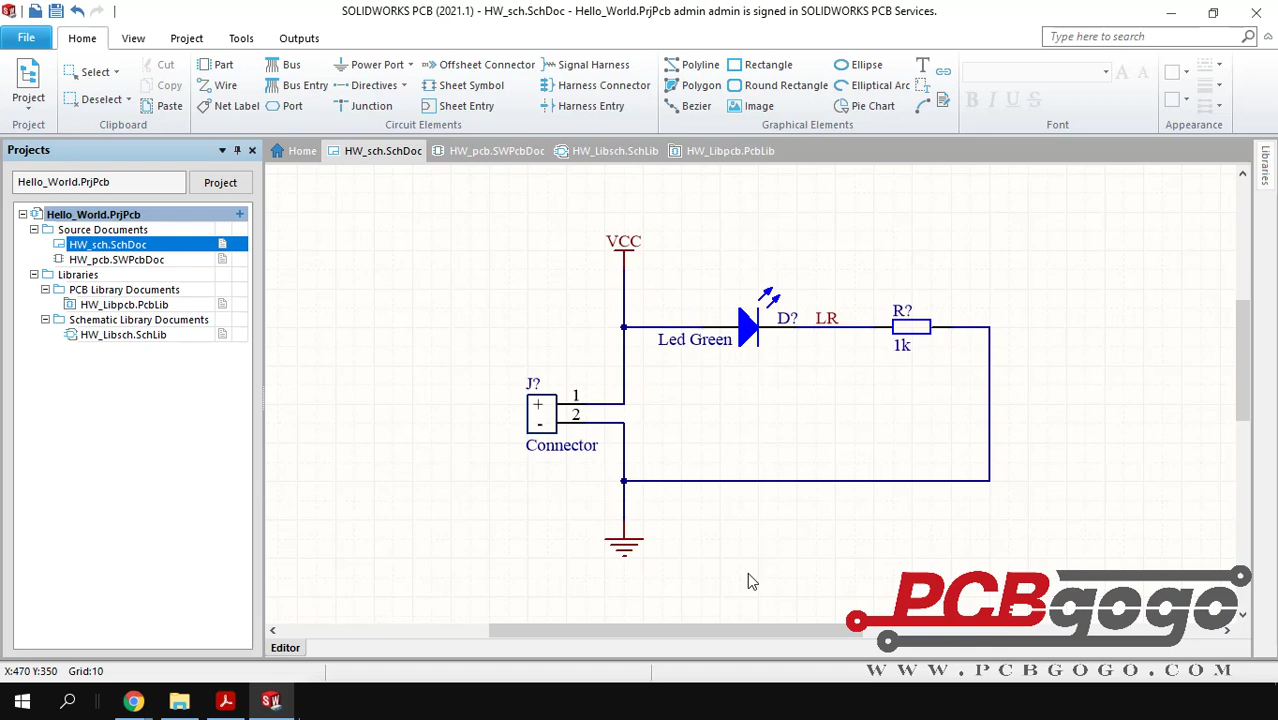 SOLIDWORKS PCB (2021.1) - HW_sch.SchDoc - Hello_World.PrjPcb admin admin is signed in SOLIDWORKS PCB Services.
File Home View Project Tools Outputs
Try to search
Project
Project
Select
Deselect
Cut
Copy
Paste
Clipboard
Part
Wire
Net Label
Bus
Bus Entry
Port
Power Port
Directives
Junction
Offsheet Connector
Sheet Symbol
Sheet Entry
Signal Harness
Harness Connector
Harness Entry
Circuit Elements
Polyline
Polygon
Bezier
Rectangle
Round Rectangle
Image
Ellipse
Elliptical Arc
Pie Chart
Graphical Elements
B I U S
Font
Appearance
Projects
Home HW_sch.SchDoc HW_pcb.SWPcbDoc HW_Libsch.SchLib HW_Libpcb.PcbLib
Libraries
Hello_World.PrjPcb Project
Hello_World.PrjPcb
Source Documents
HW_sch.SchDoc
HW_pcb.SWPcbDoc
Libraries
PCB Library Documents
HW_Libpcb.PcbLib
Schematic Library Documents
HW_Libsch.SchLib
VCC
D? LR R?
Led Green
1k
J?
1
2
+
-
Connector
PCBgogo
WWW.PCBGOGO.COM
Editor
X:470 Y:350 Grid:10